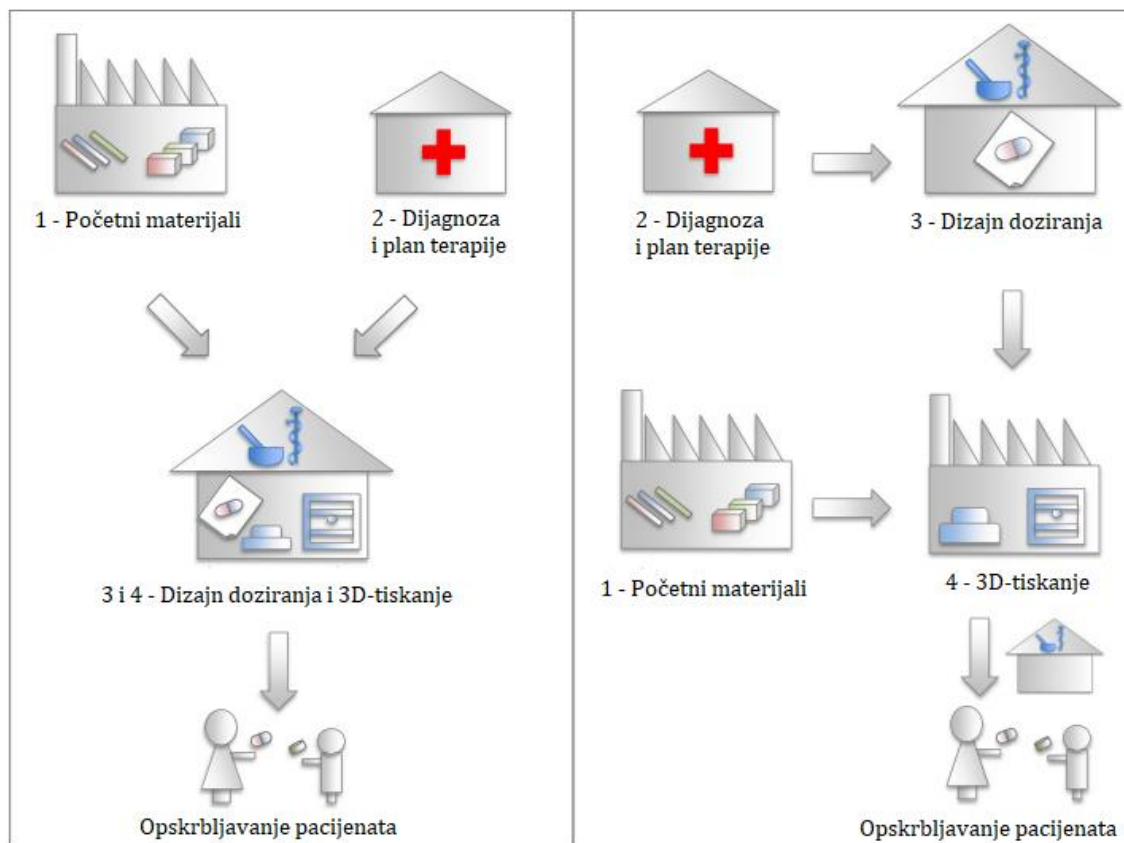 1 - Početni materijali
2 - Dijagnoza
i plan terapije
3 i 4 - Dizajn doziranja i 3D-tiskanje
Opskrbljavanje pacijenata
2 - Dijagnoza
i plan terapije
3 - Dizajn doziranja
1 - Početni materijali
4 - 3D-tiskanje
Opskrbljavanje pacijenata